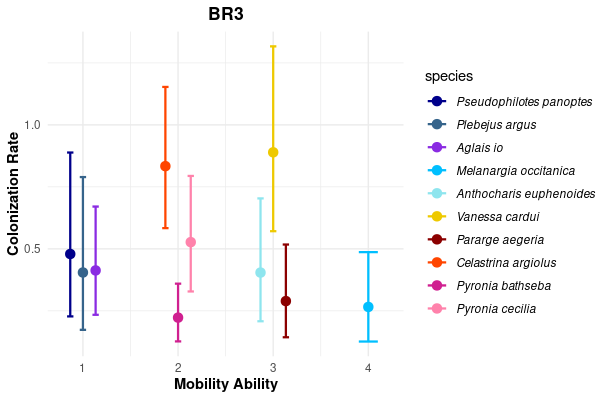 BR3
species
Pseudophilotes panoptes
Plebejus argus
Aglais io
Melanargia occitanica
Anthocharis euphenoides
Vanessa cardui
Pararge aegeria
Celastrina argiolus
Pyronia bathseba
Pyronia cecilia
Colonization Rate
1.0
0.5
1 2 3 4
Mobility Ability